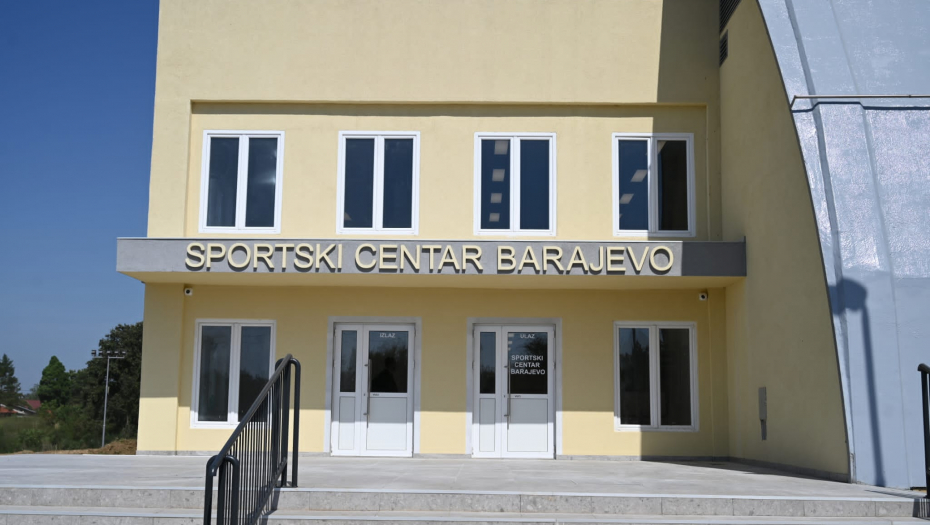 SPORTSKI CENTAR BARAJEVO
IZLAZ
ULAZ
SPORTSKI
CENTAR
BARAJEVO